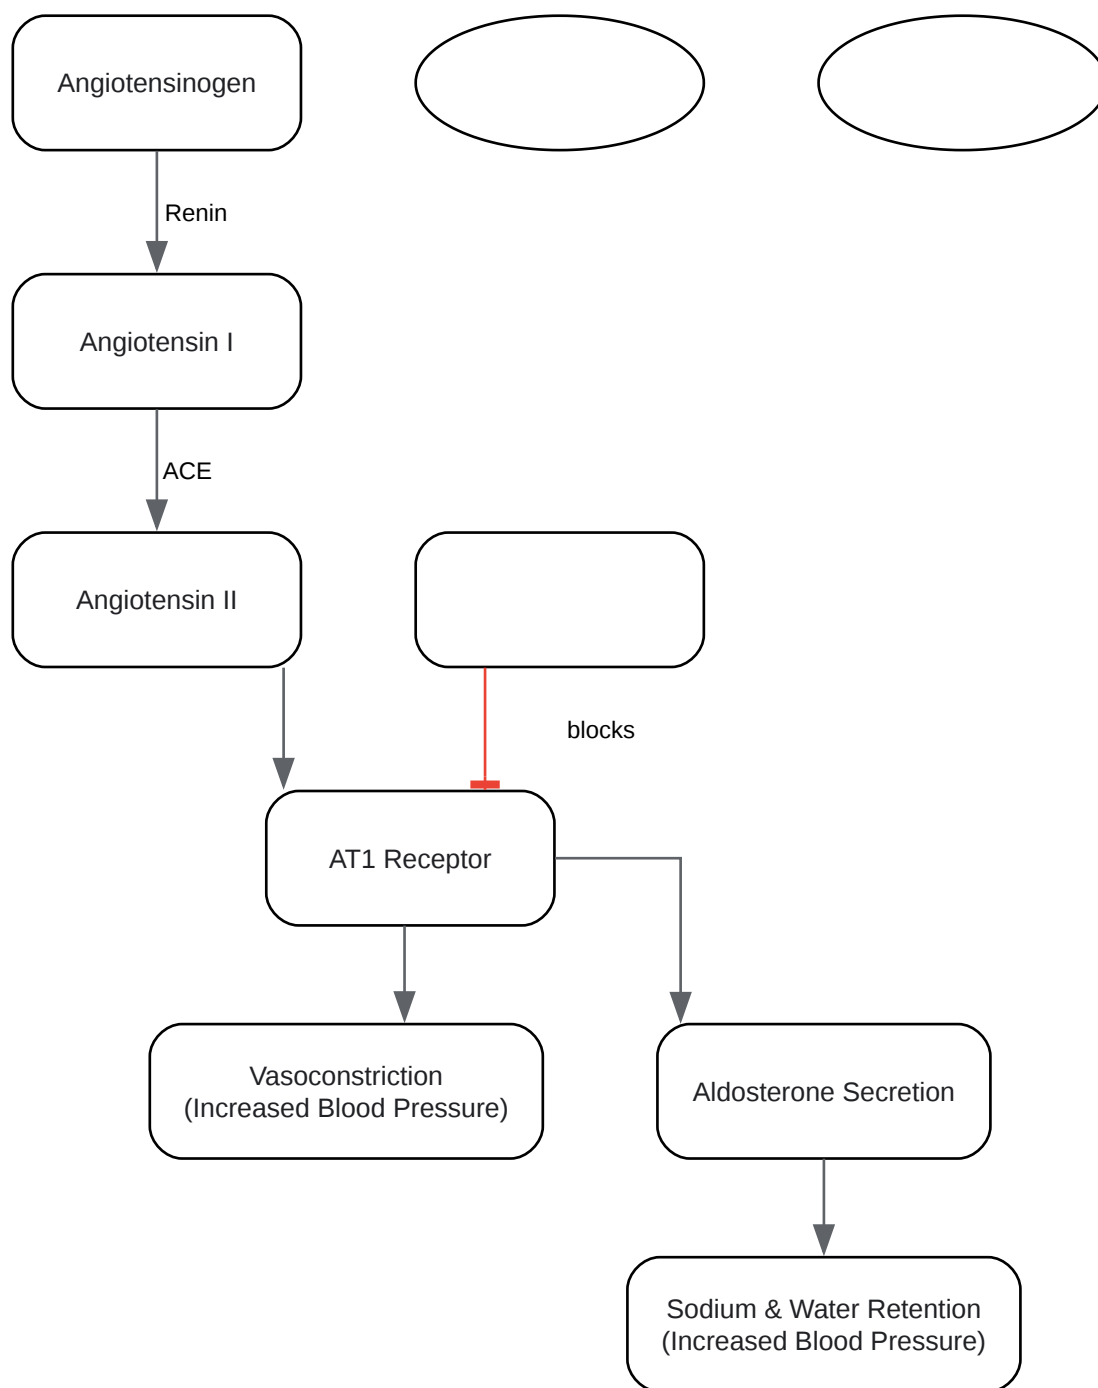 Angiotensinogen
Renin
Angiotensin I
ACE
Angiotensin II
blocks
AT1 Receptor
Vasoconstriction
(Increased Blood Pressure)
Aldosterone Secretion
Sodium & Water Retention
(Increased Blood Pressure)